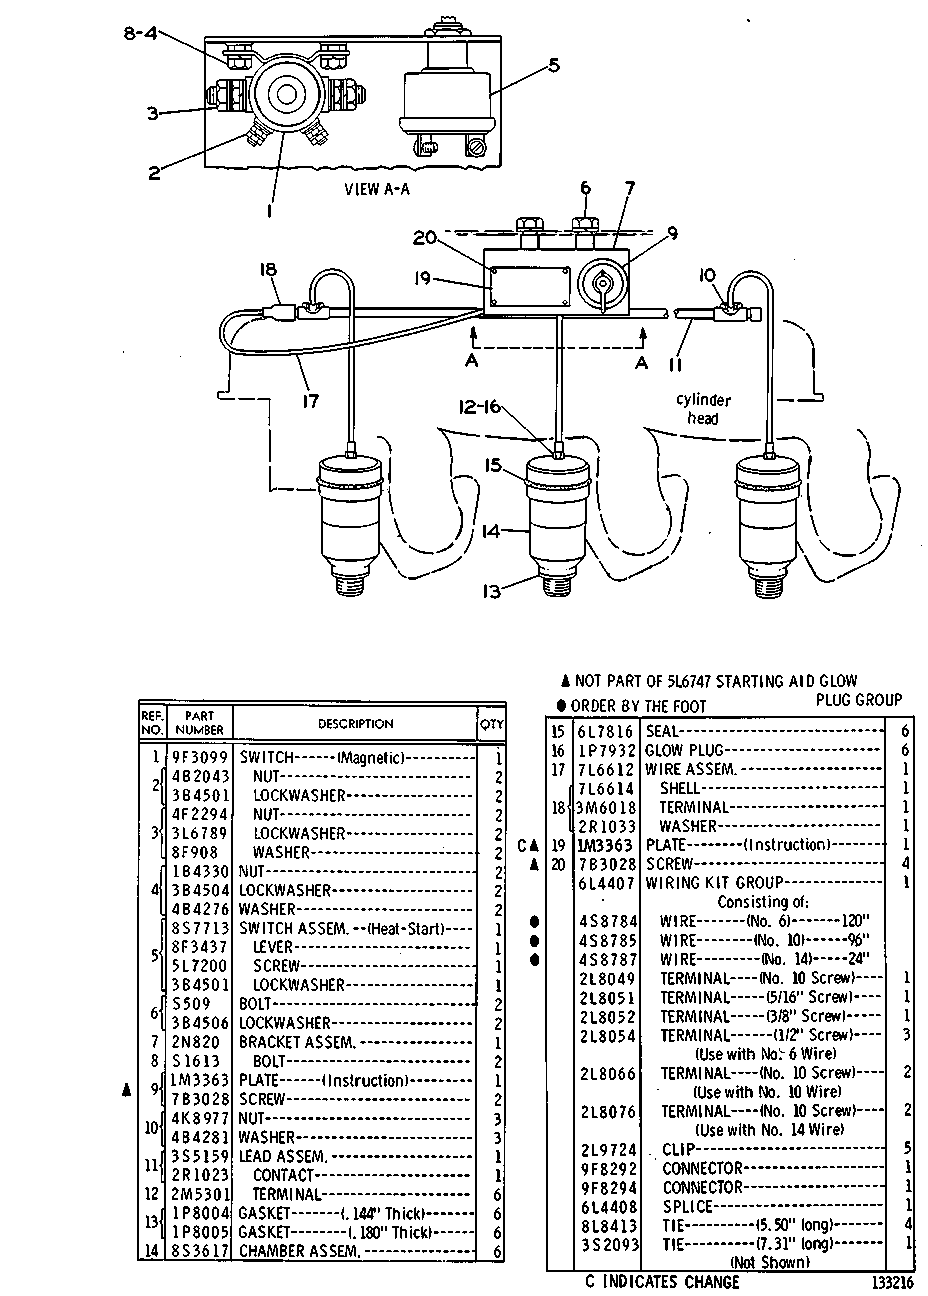 8-4
5
3
2
1
VIEW A-A
6
7
9
20
18
19
10
A
A
11
17
12-16
cylinder
head
15
14
13
▲ NOT PART OF 5L6747 STARTING AID GLOW
PLUG GROUP
● ORDER BY THE FOOT
REF. NO. PART NUMBER DESCRIPTION QTY
1 9F3099 SWITCH------(Magnetic)------ 1
2 4B2043 NUT------ 2
3B4501 LOCKWASHER------ 2
3 4F2294 NUT------ 2
3L6789 LOCKWASHER------ 2
8F908 WASHER------ 2
4 1B4330 NUT------ 2
3B4504 LOCKWASHER------ 2
4B4276 WASHER------ 2
5 8S7713 SWITCH ASSEM. --(Heat-Start)---- 1
8F3437 LEVER------ 1
5L7200 SCREW------ 1
3B4501 LOCKWASHER------ 1
6 S509 BOLT------ 2
3B4506 LOCKWASHER------ 2
7 2N820 BRACKET ASSEM. ------ 1
8 S1613 BOLT------ 2
▲ 9 1M3363 PLATE------(Instruction)------ 1
7B3028 SCREW------ 2
10 4K8977 NUT------ 3
4B4281 WASHER------ 3
11 3S5159 LEAD ASSEM. ------ 1
2R1023 CONTACT------ 1
12 2M5301 TERMINAL------ 6
13 1P8004 GASKET------(.144" Thick)------ 6
1P8005 GASKET------(.180" Thick)------ 6
14 8S3617 CHAMBER ASSEM. ------ 6
15 6L7816 SEAL------ 6
16 1P7932 GLOW PLUG------ 6
17 7L6612 WIRE ASSEM. ------ 1
18 7L6614 SHELL------ 1
3M6018 TERMINAL------ 1
2R1033 WASHER------ 1
C▲ 19 1M3363 PLATE------(Instruction)------ 1
▲ 20 7B3028 SCREW------ 4
6L4407 WIRING KIT GROUP------ 1
Consisting of:
● 4S8784 WIRE-------(No. 6)-------120"
● 4S8785 WIRE--------(No. 10)-----96"
● 4S8787 WIRE---------(No. 14)-----24"
2L8049 TERMINAL----(No. 10 Screw)---- 1
2L8051 TERMINAL-----(5/16" Screw)---- 1
2L8052 TERMINAL-----(3/8" Screw)---- 1
2L8054 TERMINAL------(1/2" Screw)---- 3
(Use with No. 6 Wire)
2L8066 TERMINAL----(No. 10 Screw)---- 2
(Use with No. 10 Wire)
2L8076 TERMINAL----(No. 10 Screw)---- 2
(Use with No. 14 Wire)
2L9724 CLIP------ 5
9F8292 CONNECTOR------ 1
9F8294 CONNECTOR------ 1
6L4408 SPLICE------ 1
8L8413 TIE----------(5.50" long)---- 4
3S2093 TIE----------(7.31" long)---- 1
(Not Shown)
C INDICATES CHANGE 133216